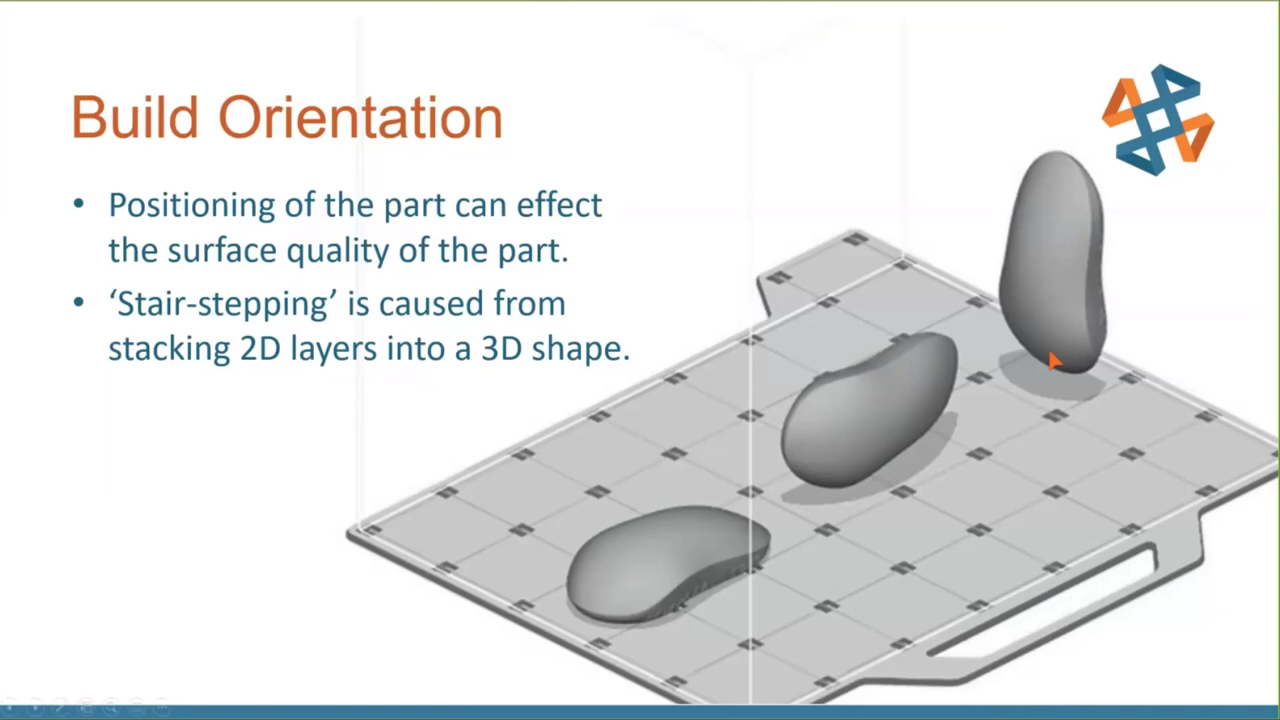 Build Orientation
• Positioning of the part can effect
the surface quality of the part.
• ‘Stair-stepping’ is caused from
stacking 2D layers into a 3D shape.